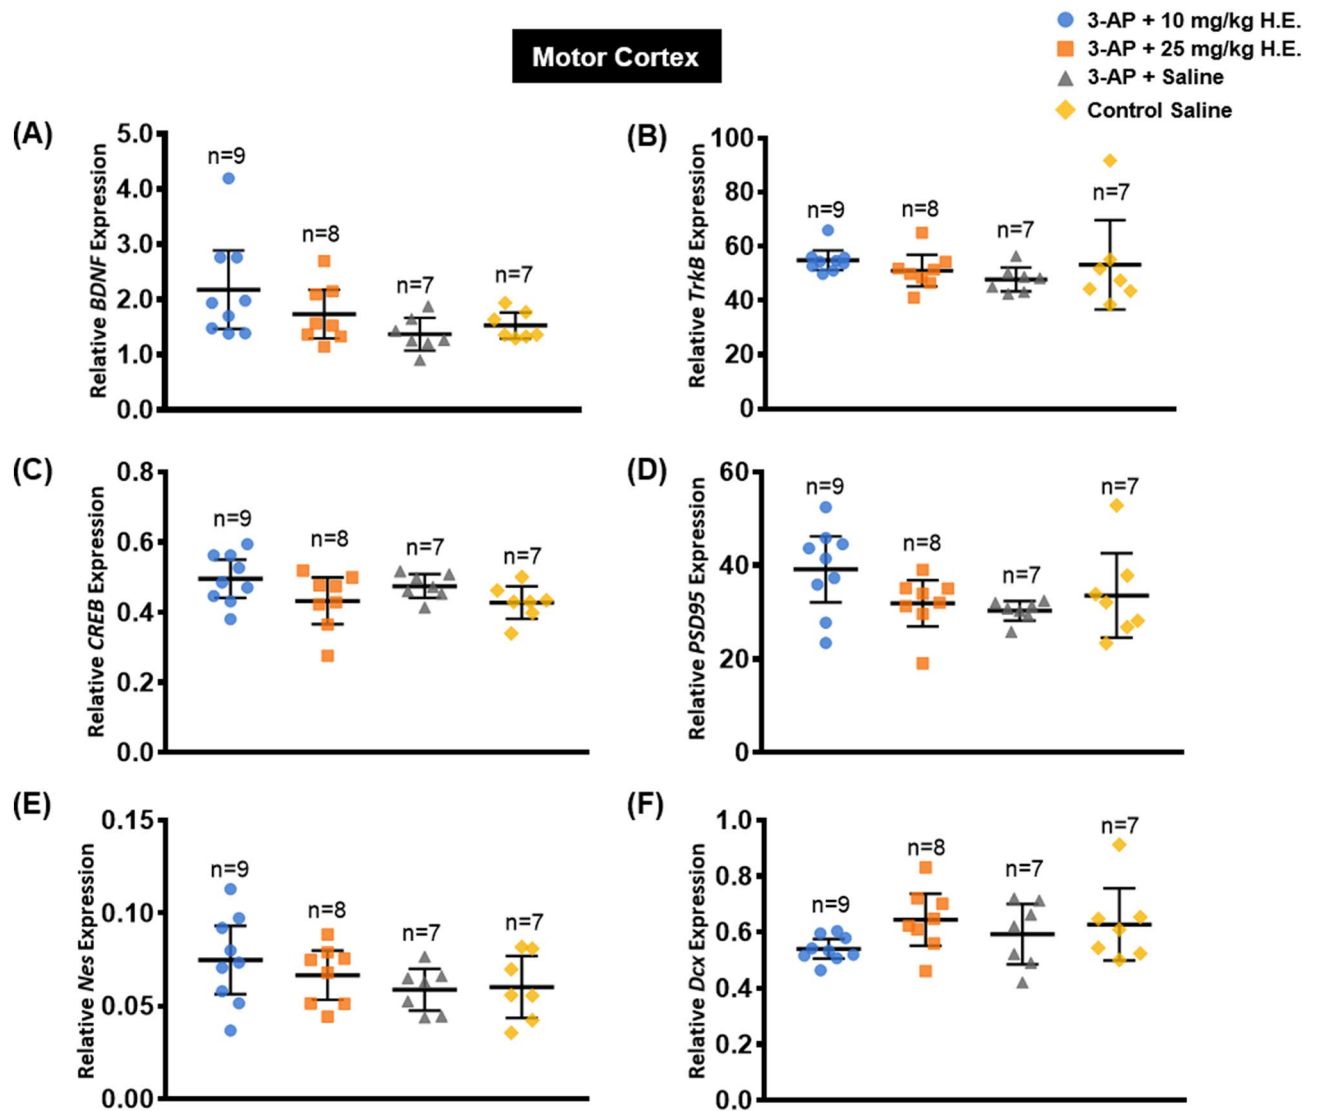 Motor Cortex
3-AP + 10 mg/kg H.E.
3-AP + 25 mg/kg H.E.
3-AP + Saline
Control Saline
(A)
Relative BDNF Expression
5.0
4.0
3.0
2.0
1.0
0.0
n=9
n=8
n=7
n=7
(B)
Relative TrkB Expression
100
80
60
40
20
0
n=9
n=8
n=7
n=7
(C)
Relative CREB Expression
0.8
0.6
0.4
0.2
0.0
n=9
n=8
n=7
n=7
(D)
Relative PSD95 Expression
60
40
20
0
n=9
n=8
n=7
n=7
(E)
Relative Nes Expression
0.15
0.10
0.05
0.00
n=9
n=8
n=7
n=7
(F)
Relative Dcx Expression
1.0
0.8
0.6
0.4
0.2
0.0
n=9
n=8
n=7
n=7